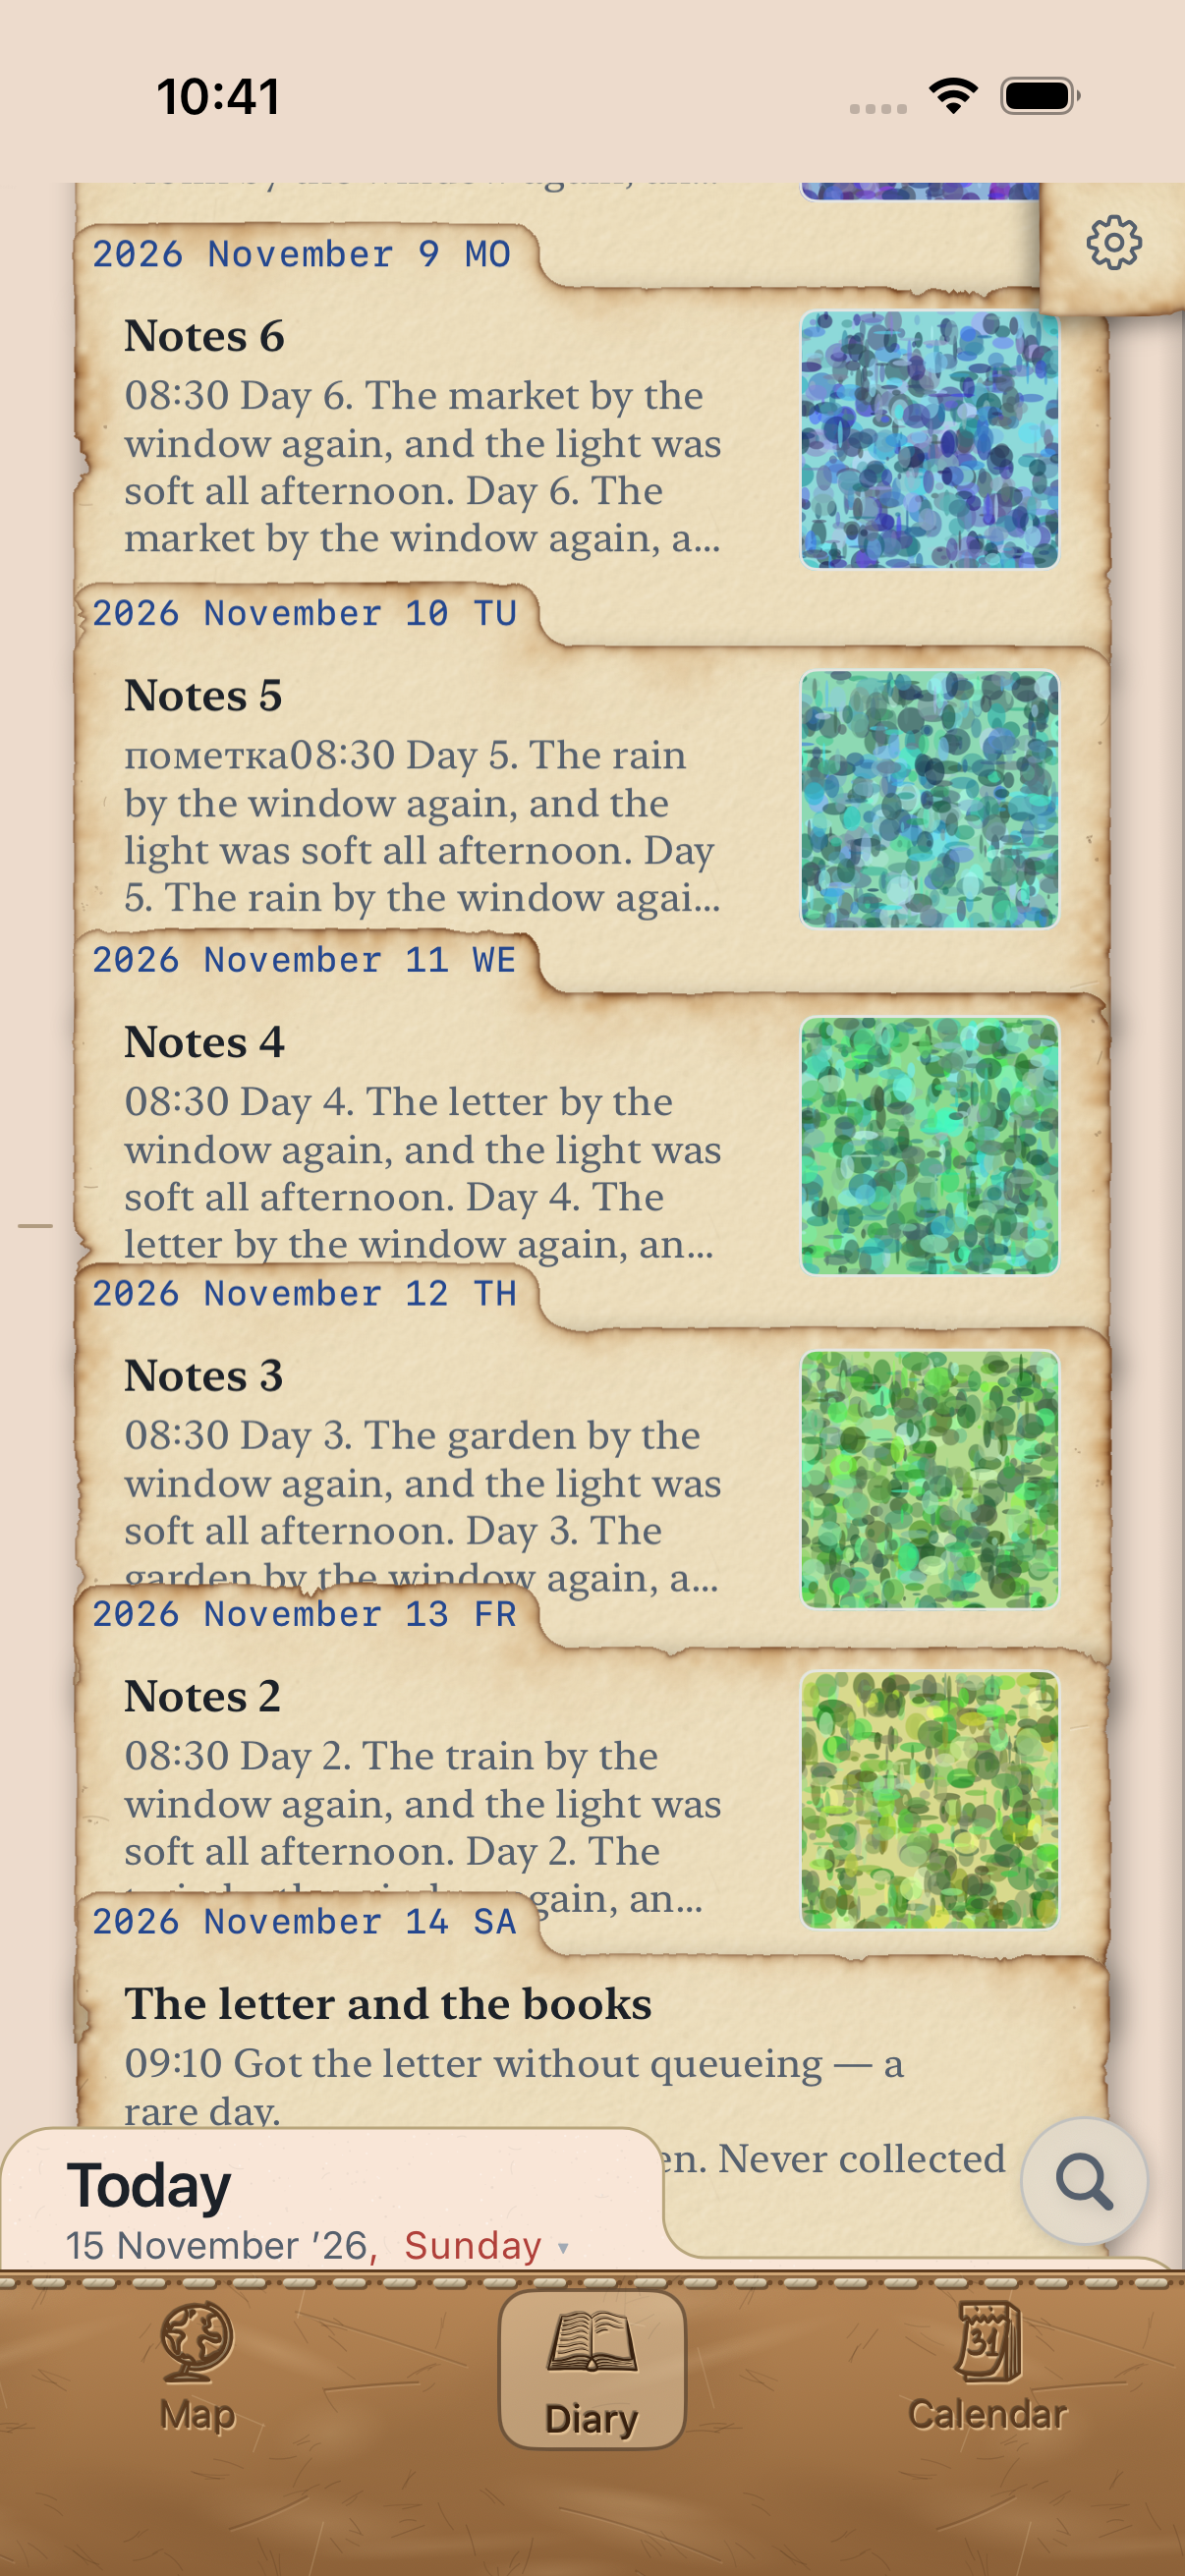 10:41
2026 November 9 MO
Notes 6
08:30 Day 6. The market by the
window again, and the light was
soft all afternoon. Day 6. The
market by the window again, a...
2026 November 10 TU
Notes 5
пометка08:30 Day 5. The rain
by the window again, and the
light was soft all afternoon. Day
5. The rain by the window agai...
2026 November 11 WE
Notes 4
08:30 Day 4. The letter by the
window again, and the light was
soft all afternoon. Day 4. The
letter by the window again, an...
2026 November 12 TH
Notes 3
08:30 Day 3. The garden by the
window again, and the light was
soft all afternoon. Day 3. The
garden by the window again, a...
2026 November 13 FR
Notes 2
08:30 Day 2. The train by the
window again, and the light was
soft all afternoon. Day 2. The
an...
2026 November 14 SA
The letter and the books
09:10 Got the letter without queueing — a
rare day.
Never collected
Today
15 November ’26, Sunday
Map
31
Diary
Calendar